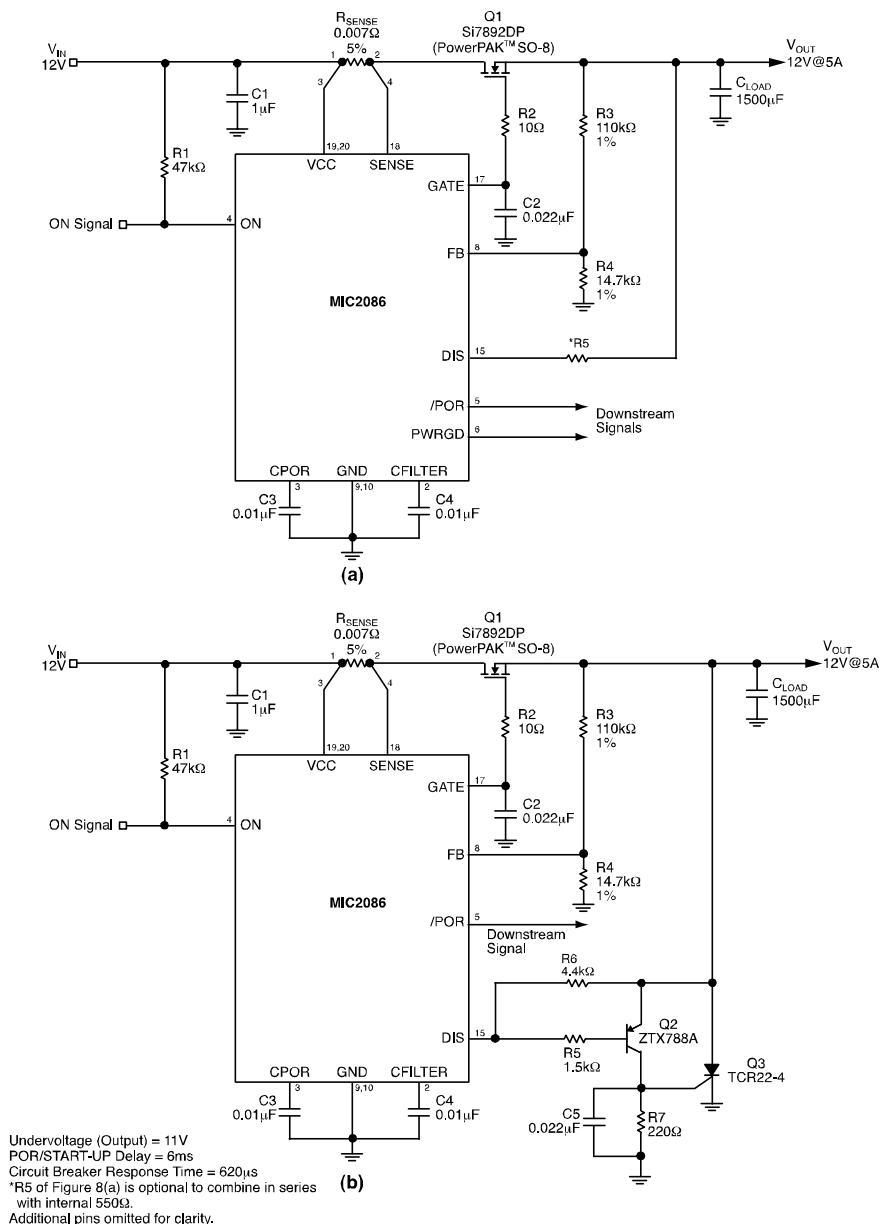 R_SENSE
0.007Ω
5%
Q1
Si7892DP
(PowerPAK™ SO-8)
V_IN
12V
1
2
V_OUT
12V@5A
C1
1µF
3
4
C_LOAD
1500µF
R2
10Ω
R3
110kΩ
1%
R1
47kΩ
19,20
18
VCC
SENSE
GATE
17
C2
0.022µF
ON Signal
4
ON
FB
8
R4
14.7kΩ
1%
MIC2086
DIS
15
*R5
/POR
5
Downstream
Signals
PWRGD
6
CPOR
GND
CFILTER
3
9,10
2
C3
0.01µF
C4
0.01µF
(a)
R_SENSE
0.007Ω
5%
Q1
Si7892DP
(PowerPAK™ SO-8)
V_IN
12V
1
2
V_OUT
12V@5A
C1
1µF
3
4
C_LOAD
1500µF
R2
10Ω
R3
110kΩ
1%
R1
47kΩ
19,20
18
VCC
SENSE
GATE
17
C2
0.022µF
ON Signal
4
ON
FB
8
R4
14.7kΩ
1%
MIC2086
/POR
5
Downstream
Signal
R6
4.4kΩ
DIS
15
R5
1.5kΩ
Q2
ZTX788A
Q3
TCR22-4
CPOR
GND
CFILTER
3
9,10
2
C3
0.01µF
C4
0.01µF
C5
0.022µF
R7
220Ω
(b)
Undervoltage (Output) = 11V
POR/START-UP Delay = 6ms
Circuit Breaker Response Time = 620µs
*R5 of Figure 8(a) is optional to combine in series
with internal 550Ω.
Additional pins omitted for clarity.